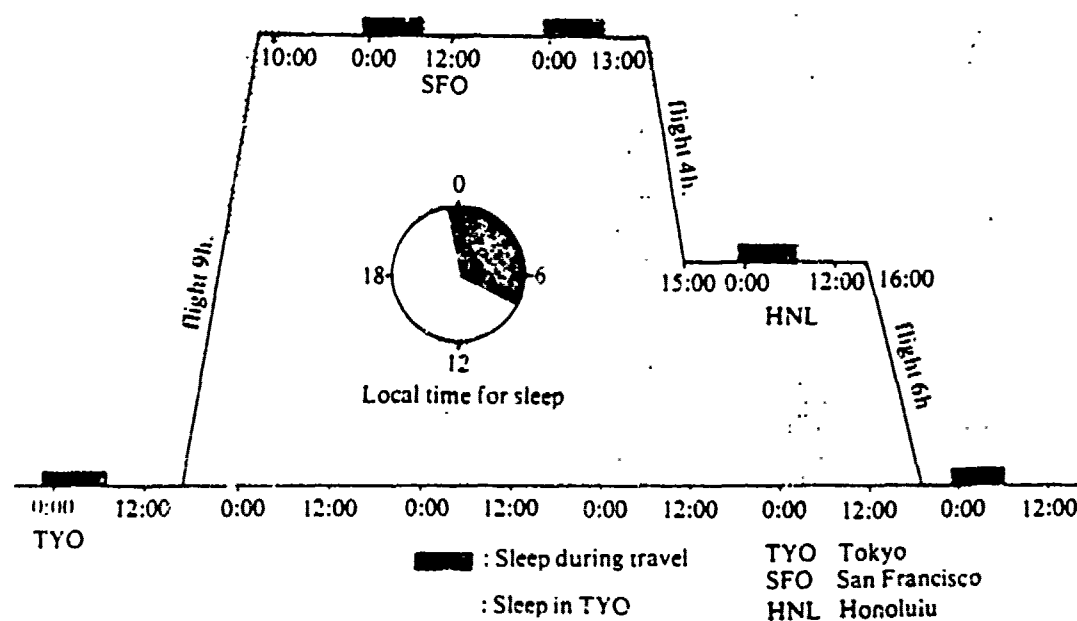 10:00 0:00 12:00 0:00 13:00
SFO
flight 9h.
flight 4h.
0
18 6
12
Local time for sleep
15:00 0:00 12:00 16:00
HNL
flight 6h
0:00 12:00 0:00 12:00 0:00 12:00 0:00 12:00 0:00 12:00 0:00 12:00
TYO
: Sleep during travel
: Sleep in TYO
TYO Tokyo
SFO San Francisco
HNL Honoluiu